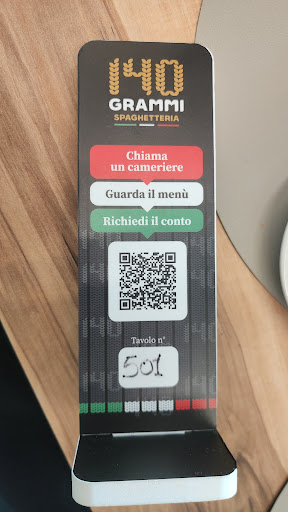 140
GRAMMI
SPAGHETTERIA
Chiama
un cameriere
Guarda il menù
Richiedi il conto
Tavolo n°
501